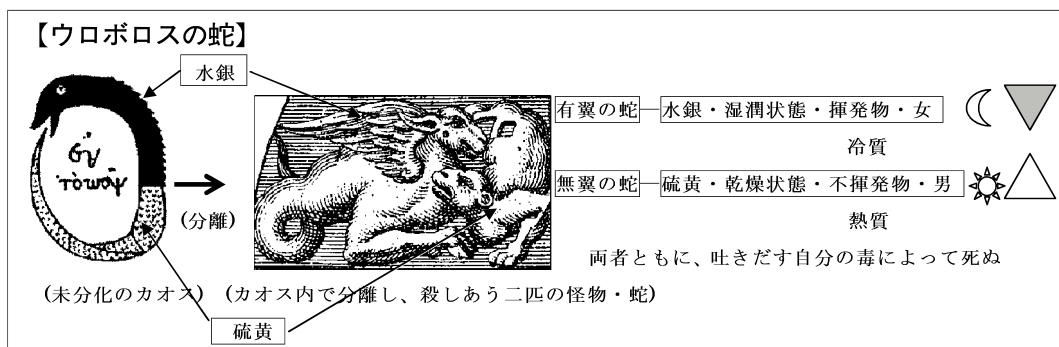 【ウロボロスの蛇】
水銀
ἓν
τὸ πᾶν
(分離)
有翼の蛇
水銀・湿潤状態・揮発物・女
冷質
無翼の蛇
硫黄・乾燥状態・不揮発物・男
熱質
両者ともに、吐きだす自分の毒によって死ぬ
(未分化のカオス)
(カオス内で分離し、殺しあう二匹の怪物・蛇)
硫黄